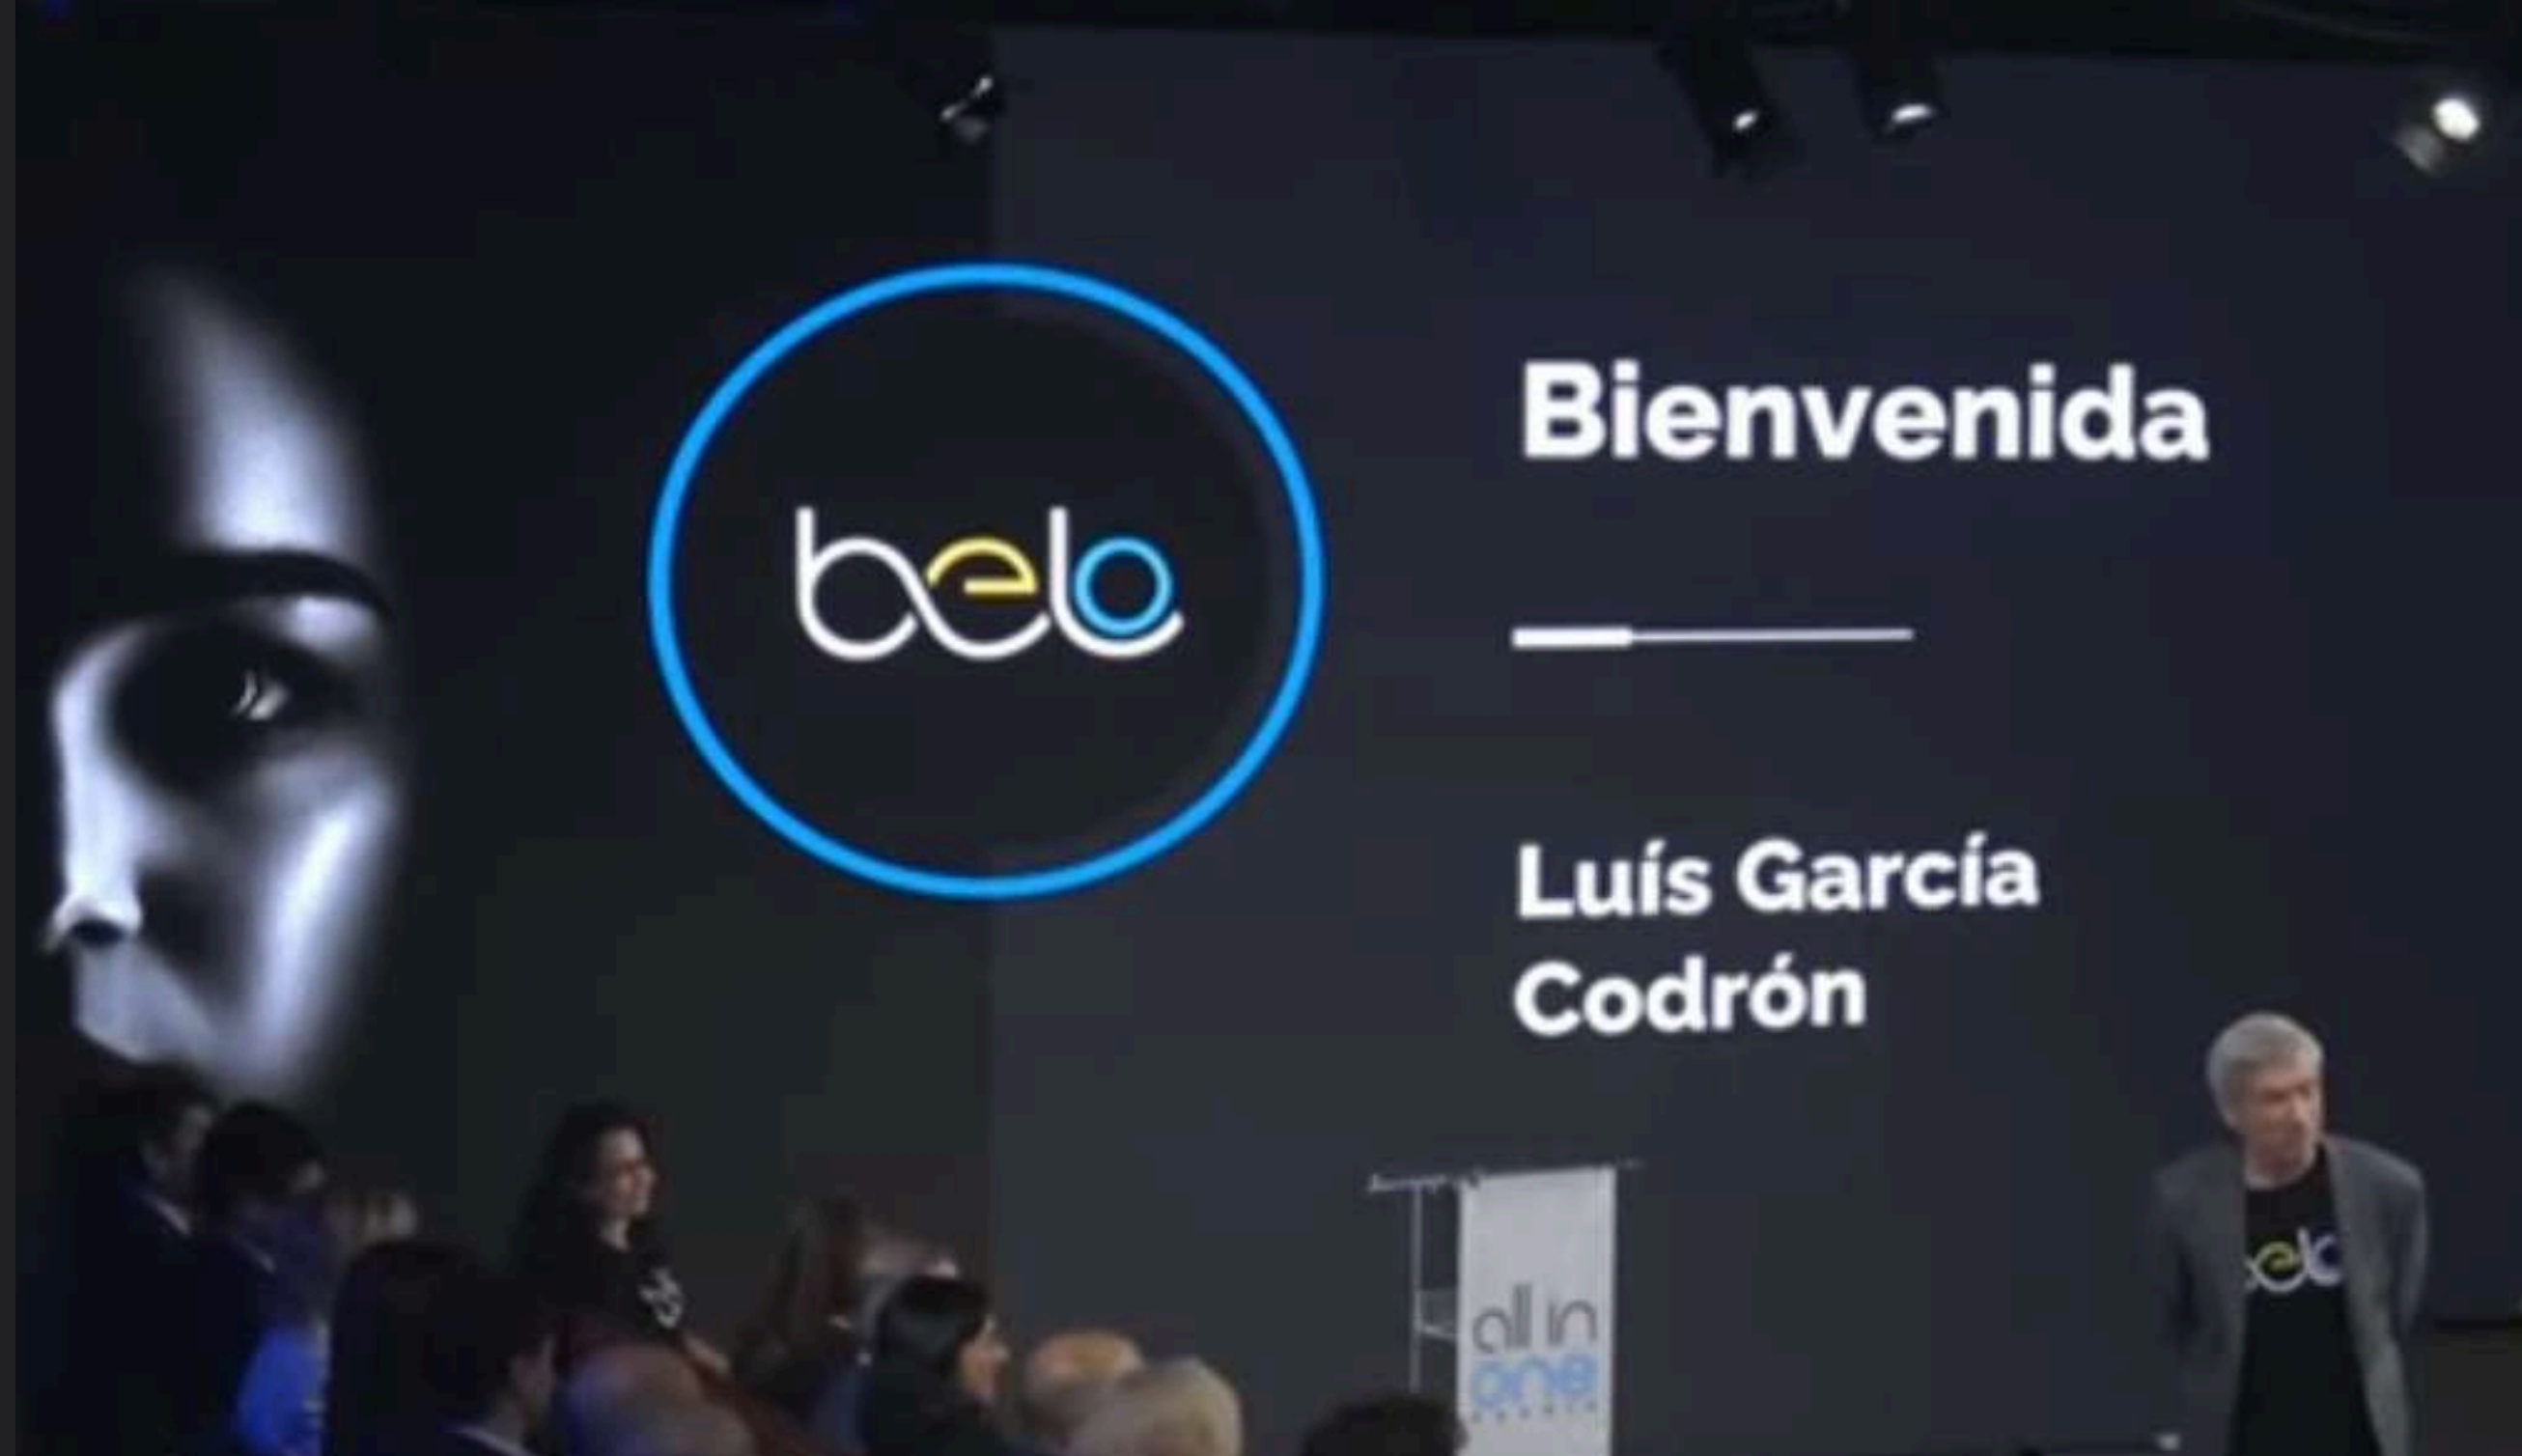 belo
Bienvenida
Luís García
Codrón
all in
one